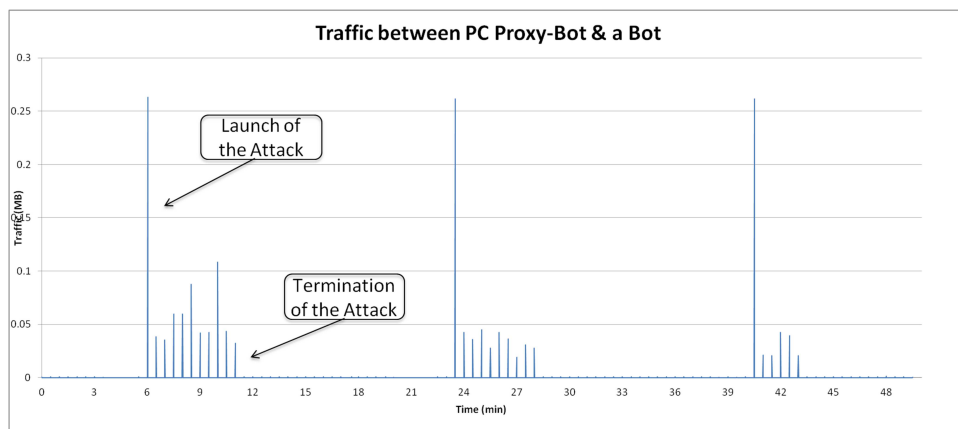 Traffic between PC Proxy-Bot & a Bot
0.3
0.25
0.2
0.15
0.1
0.05
0
Traffic (MB)
Launch of
the Attack
Termination
of the Attack
0 3 6 9 12 15 18 21 24 27 30 33 36 39 42 45 48
Time (min)